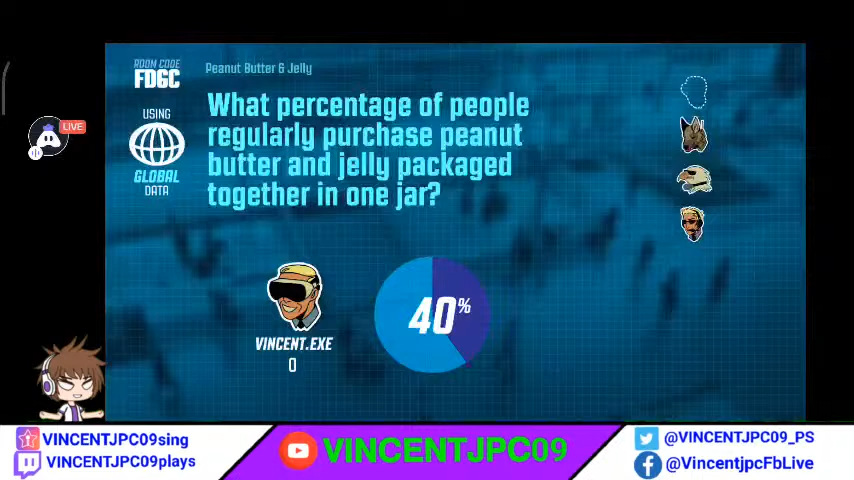 ROOM CODE
FDGC
USING
GLOBAL
DATA
LIVE
Peanut Butter & Jelly
What percentage of people
regularly purchase peanut
butter and jelly packaged
together in one jar?
VINCENT.EXE
0
40%
VINCENTJPC09sing
VINCENTJPC09plays
VINCENTJPC09
@VINCENTJPC09_PS
@VincentjpcFbLive